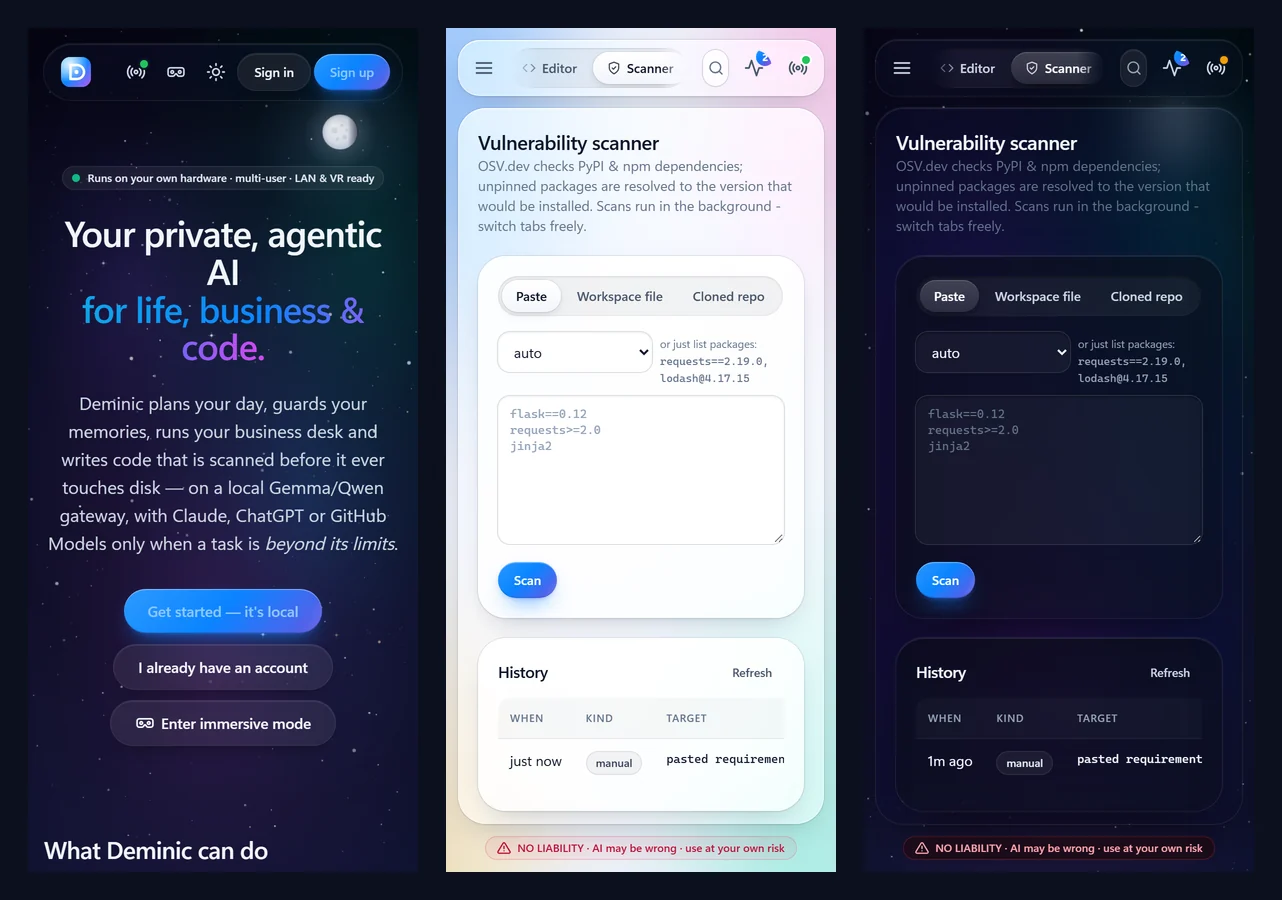 D
Sign in
Sign up
Runs on your own hardware · multi-user · LAN & VR ready
Your private, agentic
AI
for life, business &
code.
Deminic plans your day, guards your
memories, runs your business desk and
writes code that is scanned before it ever
touches disk — on a local Gemma/Qwen
gateway, with Claude, ChatGPT or GitHub
Models only when a task is beyond its limits.
Get started — it's local
I already have an account
Enter immersive mode
What Deminic can do
Editor
Scanner
2
Vulnerability scanner
OSV.dev checks PyPI & npm dependencies;
unpinned packages are resolved to the version that
would be installed. Scans run in the background -
switch tabs freely.
Paste
Workspace file
Cloned repo
auto
or just list packages:
requests==2.19.0,
lodash@4.17.15
flask==0.12
requests>=2.0
jinja2
Scan
History
Refresh
WHEN KIND TARGET
just now manual pasted requiremen
NO LIABILITY · AI may be wrong · use at your own risk
Editor
Scanner
2
Vulnerability scanner
OSV.dev checks PyPI & npm dependencies;
unpinned packages are resolved to the version that
would be installed. Scans run in the background -
switch tabs freely.
Paste
Workspace file
Cloned repo
auto
or just list packages:
requests==2.19.0,
lodash@4.17.15
flask==0.12
requests>=2.0
jinja2
Scan
History
Refresh
WHEN KIND TARGET
1m ago manual pasted requirement
NO LIABILITY · AI may be wrong · use at your own risk